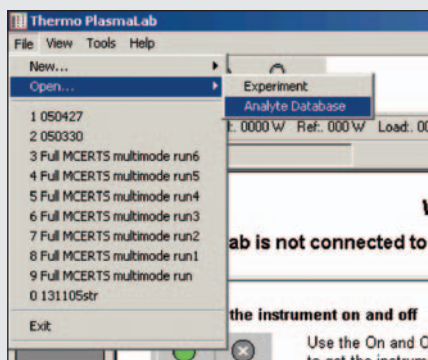 Thermo PlasmaLab
File View Tools Help
New...
Open...
Experiment
Analyte Database
1 050427
2 050330
3 Full MCERTS multimode run6
4 Full MCERTS multimode run5
5 Full MCERTS multimode run4
6 Full MCERTS multimode run3
7 Full MCERTS multimode run2
8 Full MCERTS multimode run1
9 Full MCERTS multimode run
0 131105str
Exit
0000 W Ref:. 000 W Load:.
ab is not connected to
the instrument on and off
Use the On and